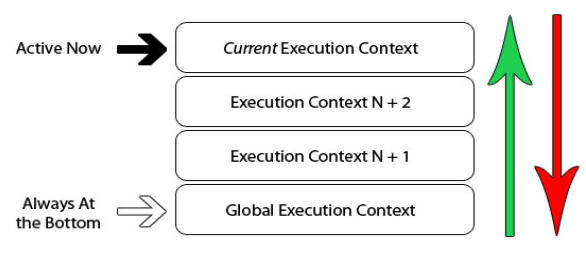 Active Now
Current Execution Context
Execution Context N + 2
Execution Context N + 1
Always At
the Bottom
Global Execution Context